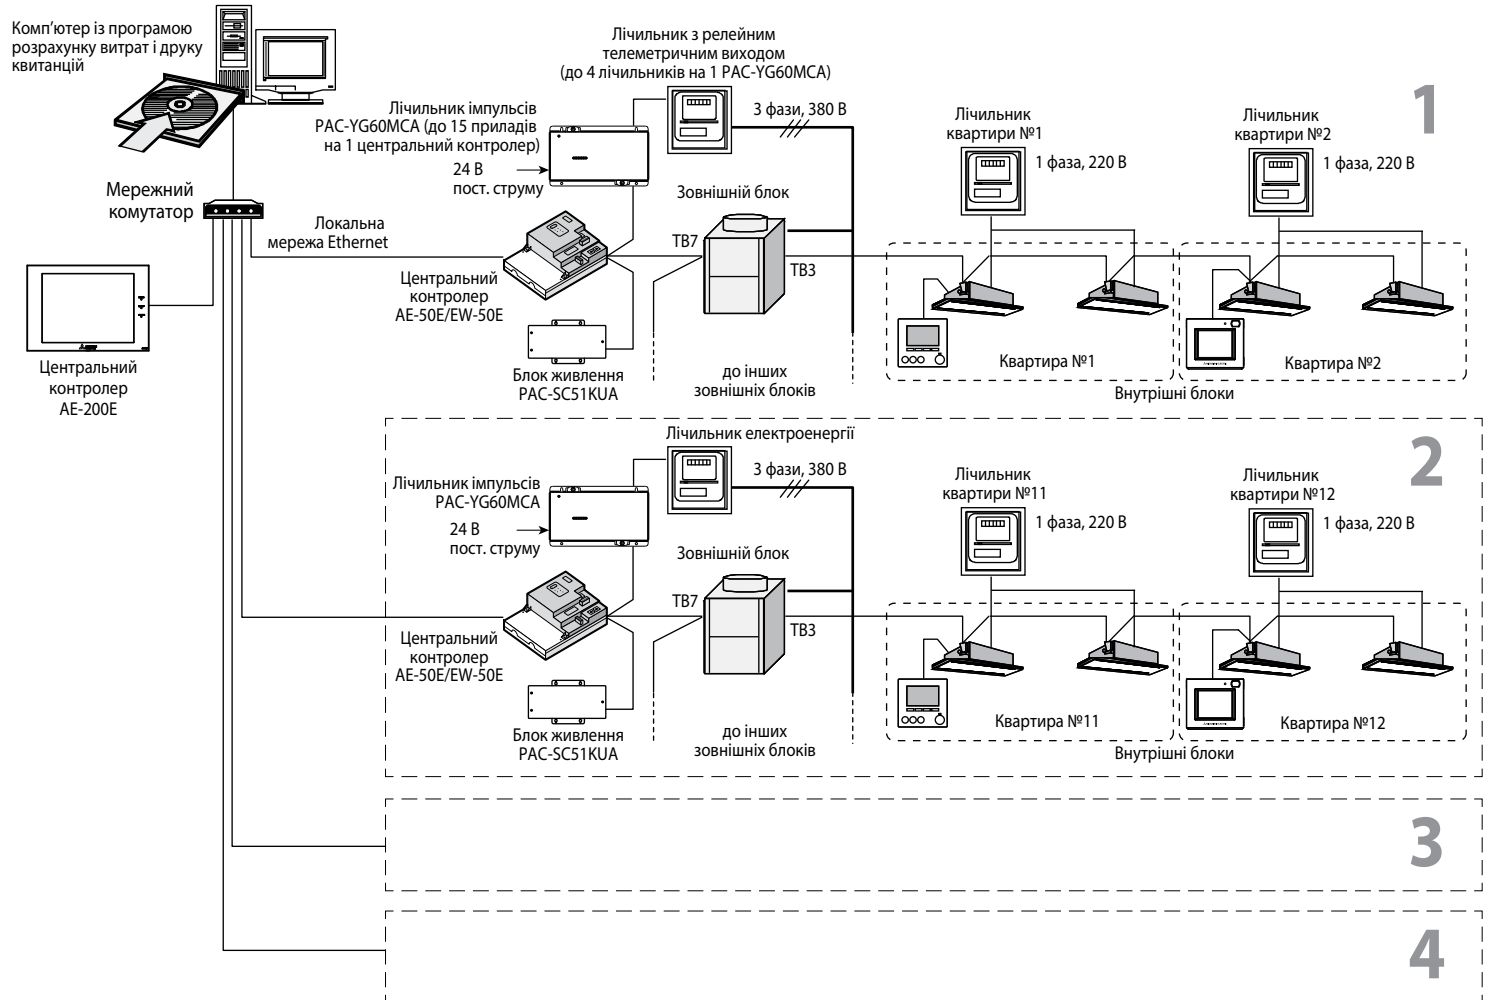 Комп’ютер із програмою
розрахунку витрат і друку
квитанцій
Лічильник з релейним
телеметричним виходом
(до 4 лічильників на 1 PAC-YG60MCA)
Лічильник імпульсів
PAC-YG60MCA (до 15 приладів
на 1 центральний контролер)
24 В
пост. струму
3 фази, 380 В
Лічильник
квартири №1
1 фаза, 220 В
Лічильник
квартири №2
1 фаза, 220 В
1
Мережний
комутатор
Локальна
мережа Ethernet
Зовнішній блок
TB7
TB3
Центральний
контролер
AE-50E/EW-50E
Блок живлення
PAC-SC51KUA
до інших
зовнішніх блоків
Квартира №1
Квартира №2
Внутрішні блоки
Центральний
контролер
AE-200E
Лічильник електроенергії
2
Лічильник імпульсів
PAC-YG60MCA
24 В
пост. струму
3 фази, 380 В
Лічильник
квартири №11
1 фаза, 220 В
Лічильник
квартири №12
1 фаза, 220 В
Зовнішній блок
TB7
TB3
Центральний
контролер
AE-50E/EW-50E
Блок живлення
PAC-SC51KUA
до інших
зовнішніх блоків
Квартира №11
Квартира №12
Внутрішні блоки
3
4